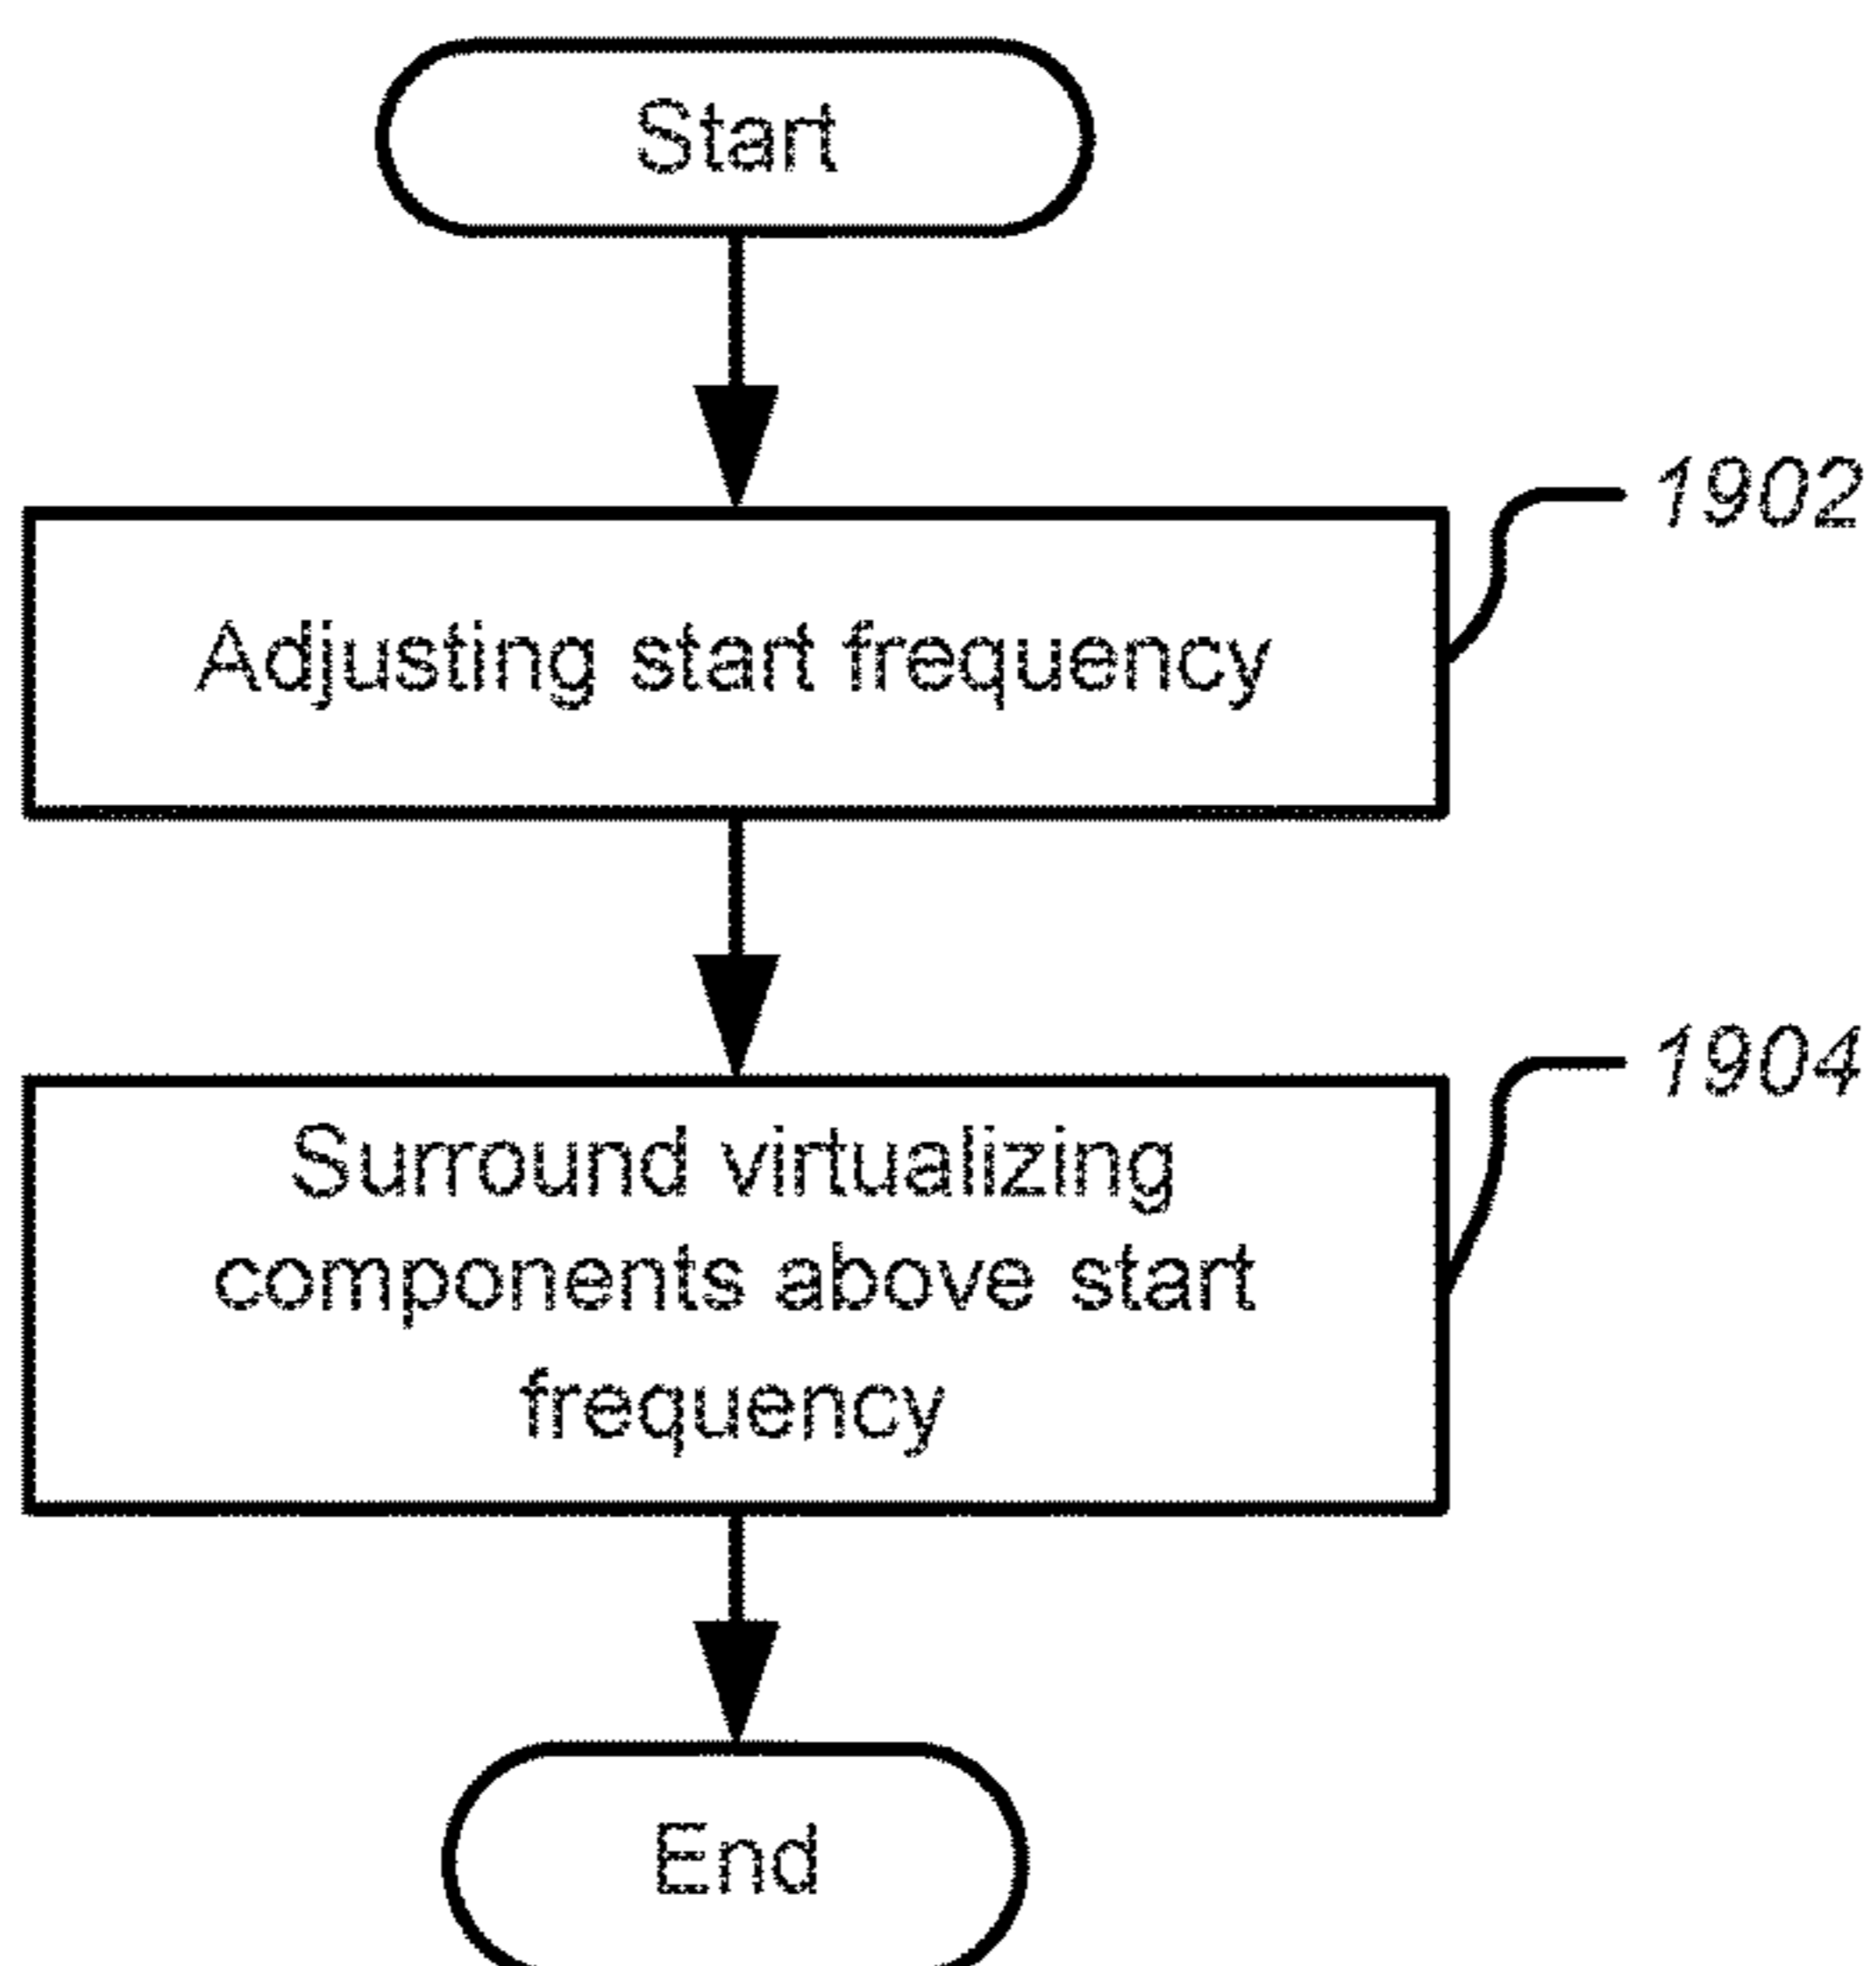 Start
1902
Adjusting start frequency
1904
Surround virtualizing
components above start
frequency
End